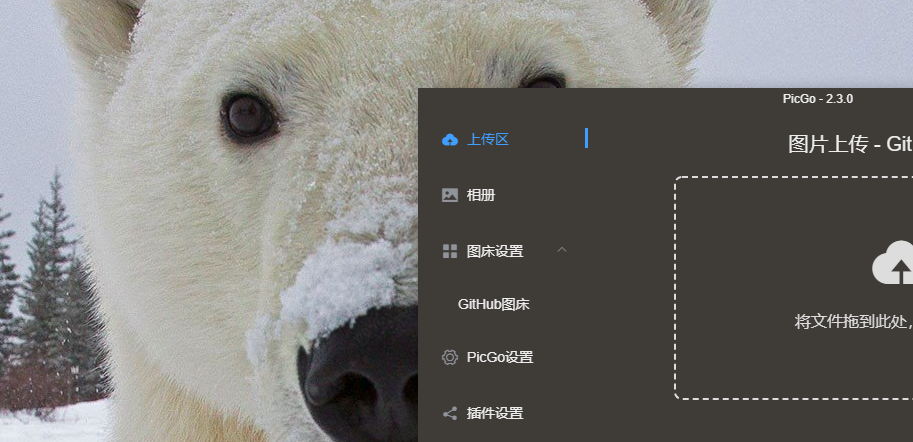 PicGo - 2.3.0
上传区
图片上传 - Git
相册
图床设置
GitHub图床
将文件拖到此处，
PicGo设置
插件设置